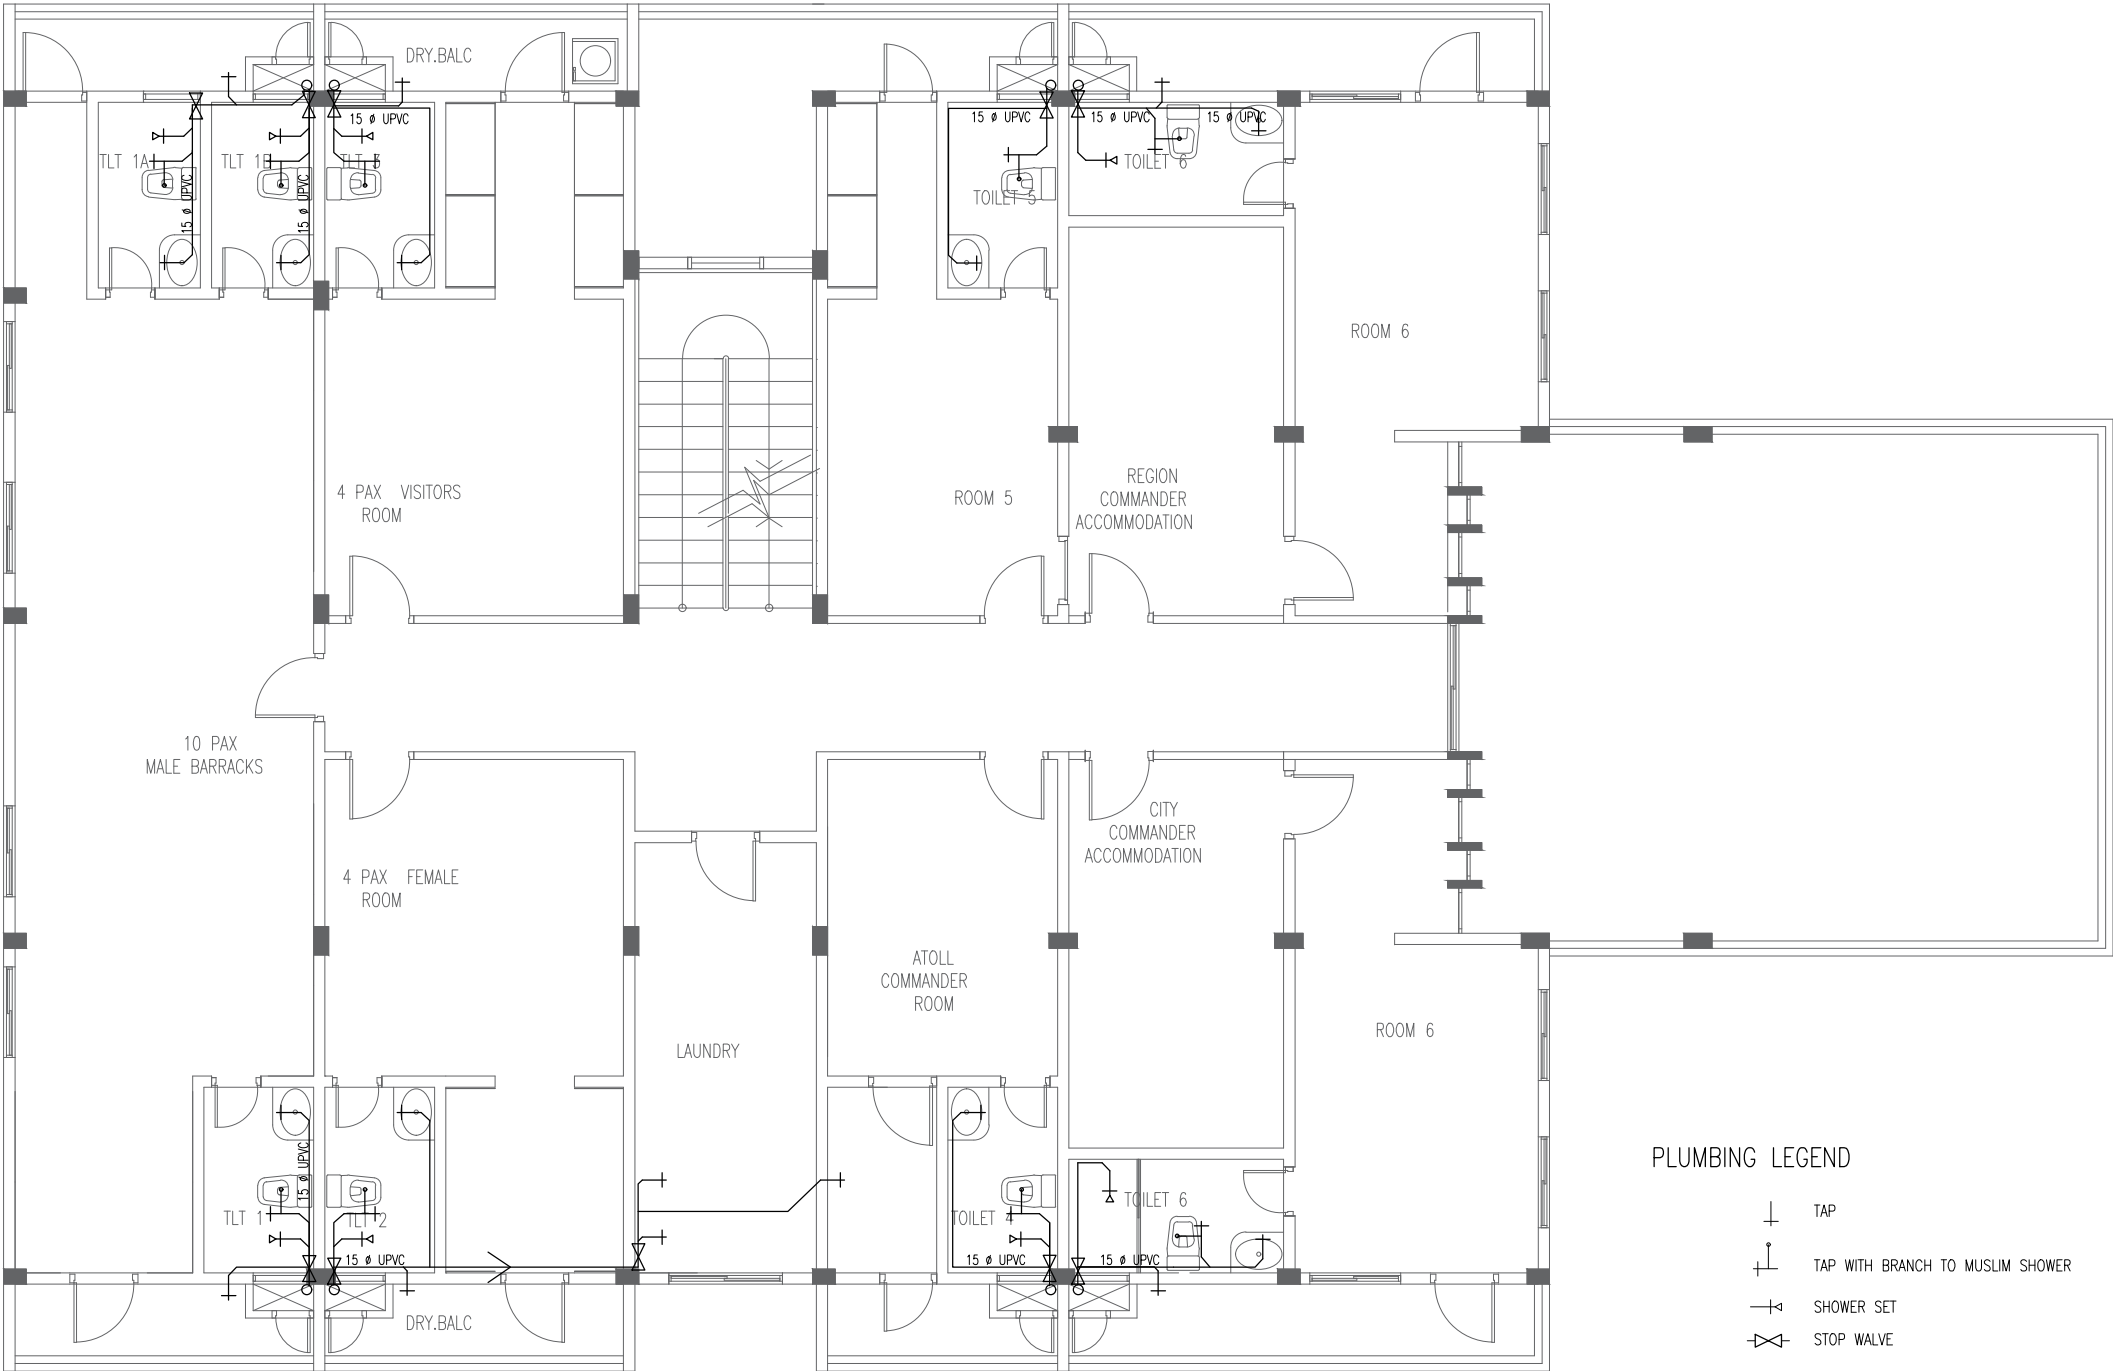 DRY.BALC
15 ø UPVC
15 ø UPVC
15 ø UPVC
15 ø UPVC
TLT 1A
TLT 1B
TLT 3
TOILET 6
15 ø UPVC
15 ø UPVC
TOILET 5
ROOM 6
4 PAX VISITORS
ROOM
ROOM 5
REGION
COMMANDER
ACCOMMODATION
10 PAX
MALE BARRACKS
CITY
COMMANDER
ACCOMMODATION
4 PAX FEMALE
ROOM
ATOLL
COMMANDER
ROOM
ROOM 6
LAUNDRY
15 ø UPVC
TLT 1
TLT 2
TOILET 4
TOILET 6
15 ø UPVC
15 ø UPVC
15 ø UPVC
DRY.BALC
PLUMBING LEGEND
TAP
TAP WITH BRANCH TO MUSLIM SHOWER
SHOWER SET
STOP WALVE